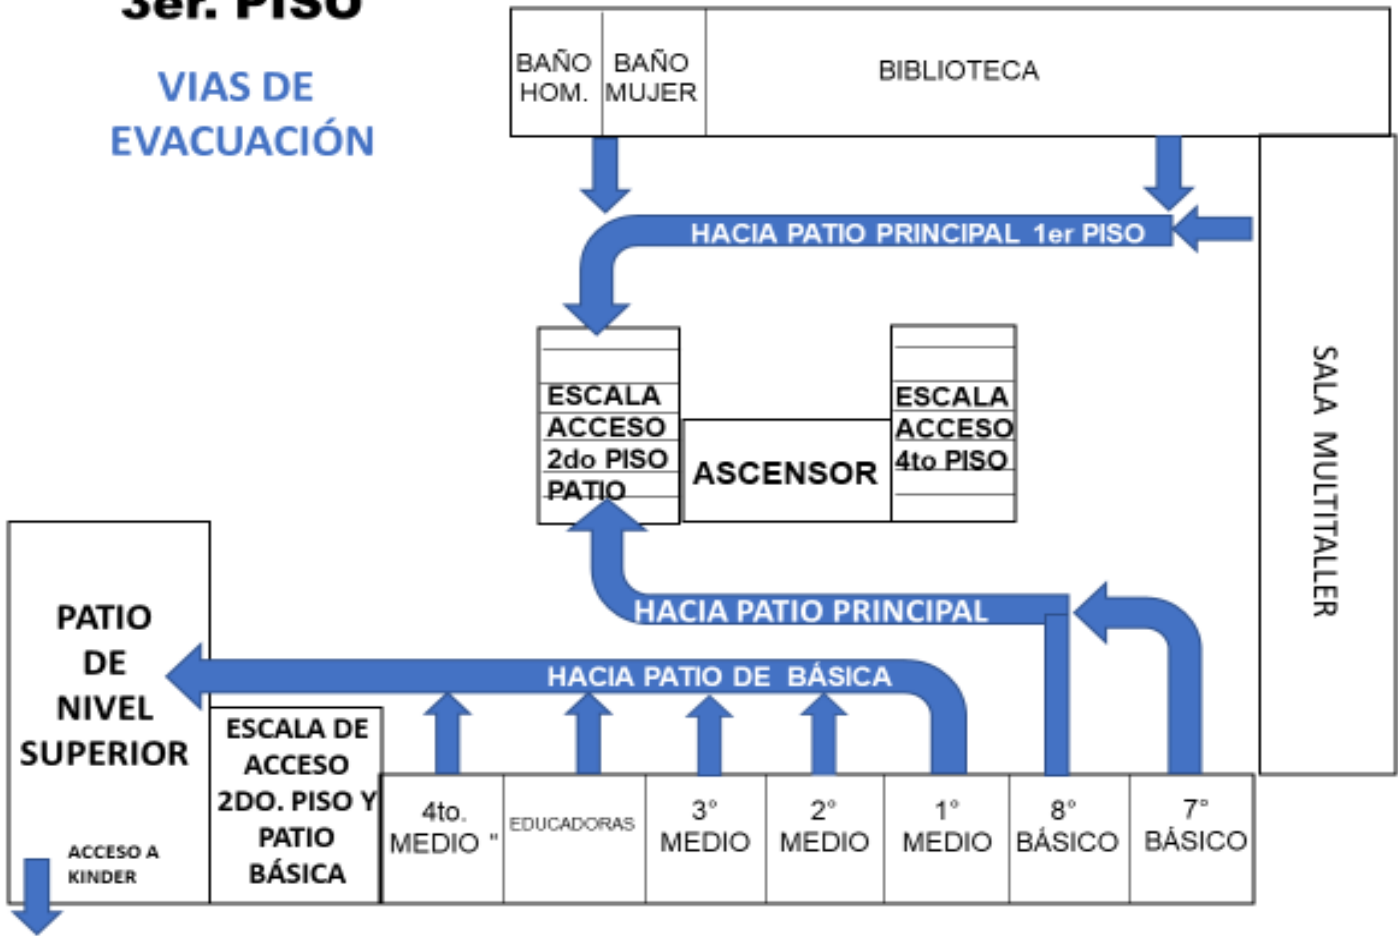 3er. PISO
VIAS DE
EVACUACIÓN
BAÑO
HOM.
BAÑO
MUJER
BIBLIOTECA
HACIA PATIO PRINCIPAL 1er PISO
SALA MULTITALLER
ESCALA
ACCESO
2do PISO
PATIO
ASCENSOR
ESCALA
ACCESO
4to PISO
HACIA PATIO PRINCIPAL
HACIA PATIO DE BÁSICA
PATIO
DE
NIVEL
SUPERIOR
ACCESO A
KINDER
ESCALA DE
ACCESO
2DO. PISO Y
PATIO
BÁSICA
4to.
MEDIO "
EDUCADORAS
3°
MEDIO
2°
MEDIO
1°
MEDIO
8°
BÁSICO
7°
BÁSICO